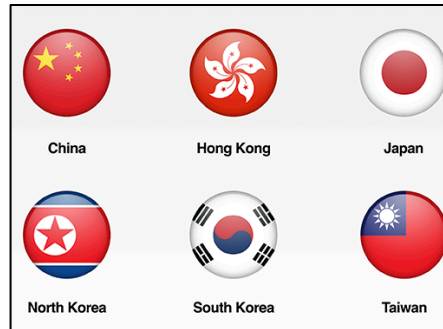 China
Hong Kong
Japan
North Korea
South Korea
Taiwan